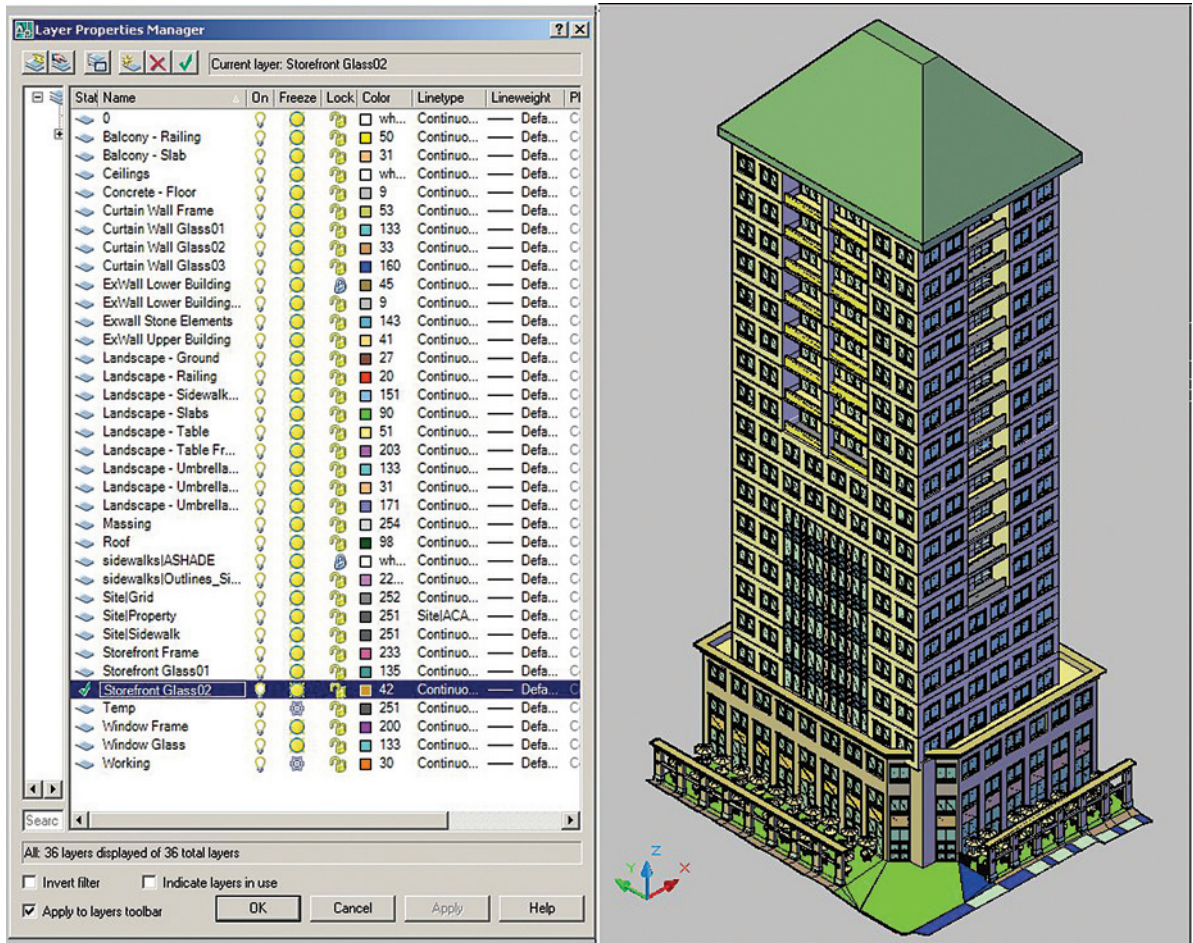 Layer Properties Manager
Current layer: Storefront Glass02
Stat Name On Freeze Lock Color Linetype Lineweight Pl
0 wh... Continuo... Defa... C
Balcony - Railing 50 Continuo... Defa... C
Balcony - Slab 31 Continuo... Defa... C
Ceilings wh... Continuo... Defa... C
Concrete - Floor 9 Continuo... Defa... C
Curtain Wall Frame 53 Continuo... Defa... C
Curtain Wall Glass01 133 Continuo... Defa... C
Curtain Wall Glass02 33 Continuo... Defa... C
Curtain Wall Glass03 160 Continuo... Defa... C
ExWall Lower Building 45 Continuo... Defa... C
ExWall Lower Building... 9 Continuo... Defa... C
Exwall Stone Elements 143 Continuo... Defa... C
ExWall Upper Building 41 Continuo... Defa... C
Landscape - Ground 27 Continuo... Defa... C
Landscape - Railing 20 Continuo... Defa... C
Landscape - Sidewalk... 151 Continuo... Defa... C
Landscape - Slabs 90 Continuo... Defa... C
Landscape - Table 51 Continuo... Defa... C
Landscape - Table Fr... 203 Continuo... Defa... C
Landscape - Umbrella... 133 Continuo... Defa... C
Landscape - Umbrella... 31 Continuo... Defa... C
Landscape - Umbrella... 171 Continuo... Defa... C
Massing 254 Continuo... Defa... C
Roof 98 Continuo... Defa... C
sidewalks|ASHADE wh... Continuo... Defa... C
sidewalks|Outlines_Si... 22... Continuo... Defa... C
Site|Grid 252 Continuo... Defa... C
Site|Property 251 Site|ACA... Defa... C
Site|Sidewalk 251 Continuo... Defa... C
Storefront Frame 233 Continuo... Defa... C
Storefront Glass01 135 Continuo... Defa... C
Storefront Glass02 42 Continuo... Defa... C
Temp 251 Continuo... Defa... C
Window Frame 200 Continuo... Defa... C
Window Glass 133 Continuo... Defa... C
Working 30 Continuo... Defa... C
Searc
All: 36 layers displayed of 36 total layers
Invert filter Indicate layers in use
Apply to layers toolbar OK Cancel Apply Help
Z
Y X